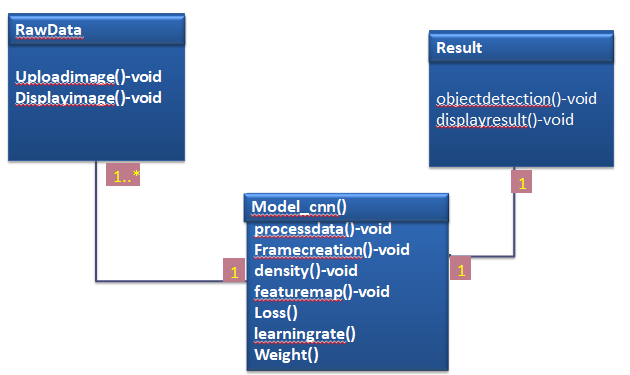 RawData
Uploadimage()-void
Displayimage()-void
1..*
Result
objectdetection()-void
displayresult()-void
1
Model_cnn()
processdata()-void
Framecreation()-void
density()-void
featuremap()-void
Loss()
learningrate()
Weight()
1
1